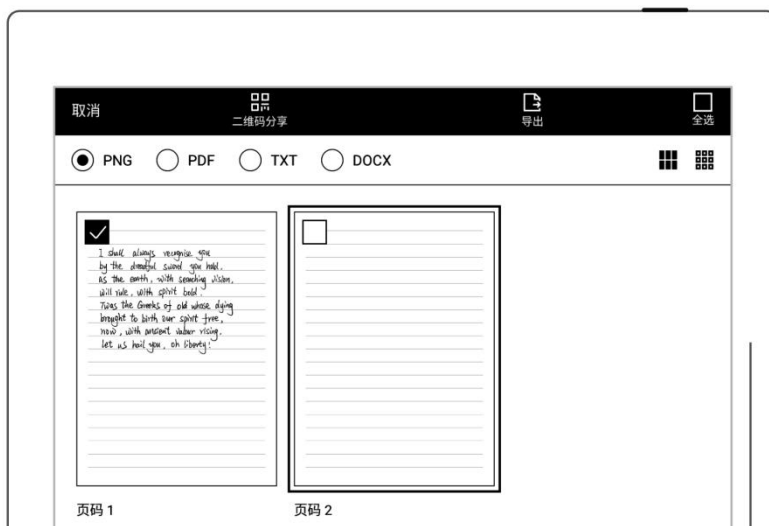 取消
二维码分享
导出
全选
PNG
PDF
TXT
DOCX
I shall always recognise you
by the dreadful sword you hold.
As the earth, with searching vision,
will rule, with spirit bold.
Twas the Greeks of old whose dying
brought to birth our spirit free,
now, with ancient valour rising.
let us hail you, oh liberty!
页码 1
页码 2